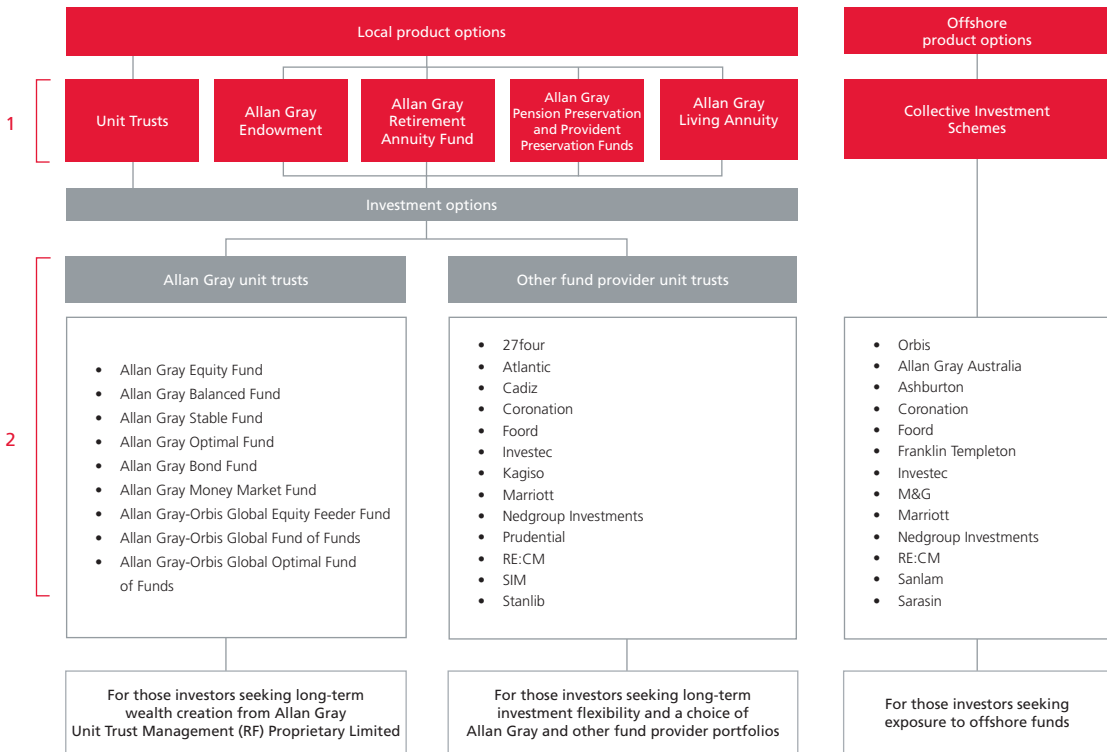 Local product options
Offshore
product options
1
Unit Trusts
Allan Gray
Endowment
Allan Gray
Retirement
Annuity Fund
Allan Gray
Pension Preservation
and Provident
Preservation Funds
Allan Gray
Living Annuity
Collective Investment
Schemes
Investment options
2
Allan Gray unit trusts
• Allan Gray Equity Fund
• Allan Gray Balanced Fund
• Allan Gray Stable Fund
• Allan Gray Optimal Fund
• Allan Gray Bond Fund
• Allan Gray Money Market Fund
• Allan Gray-Orbis Global Equity Feeder Fund
• Allan Gray-Orbis Global Fund of Funds
• Allan Gray-Orbis Global Optimal Fund
of Funds
For those investors seeking long-term
wealth creation from Allan Gray
Unit Trust Management (RF) Proprietary Limited
Other fund provider unit trusts
• 27four
• Atlantic
• Cadiz
• Coronation
• Foord
• Investec
• Kagiso
• Marriott
• Nedgroup Investments
• Prudential
• RE:CM
• SIM
• Stanlib
For those investors seeking long-term
investment flexibility and a choice of
Allan Gray and other fund provider portfolios
• Orbis
• Allan Gray Australia
• Ashburton
• Coronation
• Foord
• Franklin Templeton
• Investec
• M&G
• Marriott
• Nedgroup Investments
• RE:CM
• Sanlam
• Sarasin
For those investors seeking
exposure to offshore funds